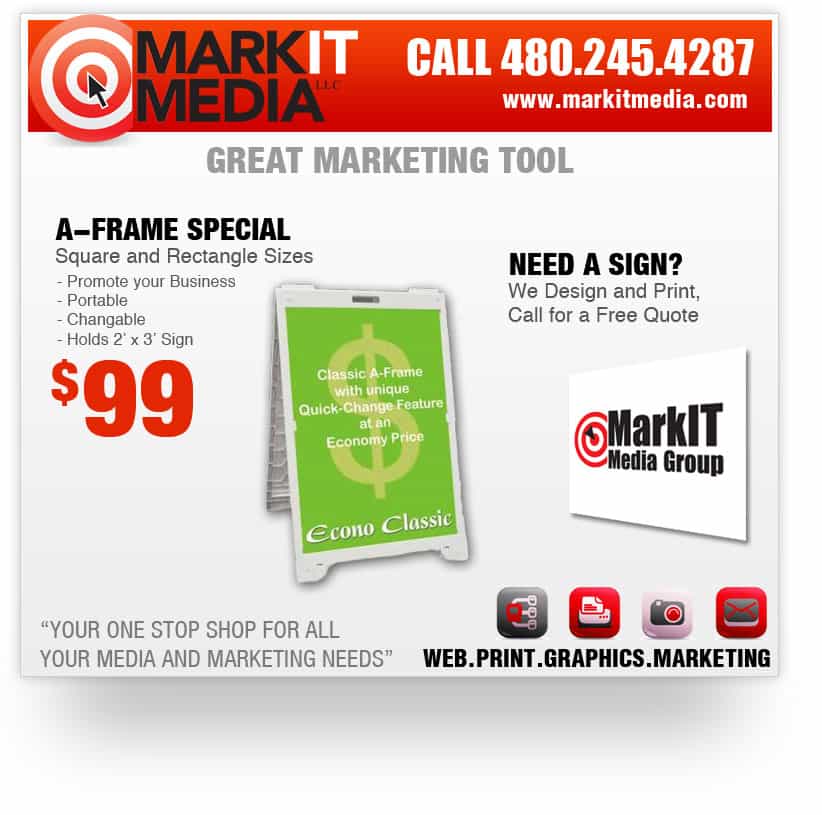 MARKIT
MEDIA LLC
CALL 480.245.4287
www.markitmedia.com
GREAT MARKETING TOOL
A–FRAME SPECIAL
Square and Rectangle Sizes
- Promote your Business
- Portable
- Changable
- Holds 2' x 3' Sign
$99
$
Classic A-Frame
with unique
Quick-Change Feature
at an
Economy Price
Econo Classic
NEED A SIGN?
We Design and Print,
Call for a Free Quote
MarkIT
Media Group
“YOUR ONE STOP SHOP FOR ALL
YOUR MEDIA AND MARKETING NEEDS”
WEB.PRINT.GRAPHICS.MARKETING